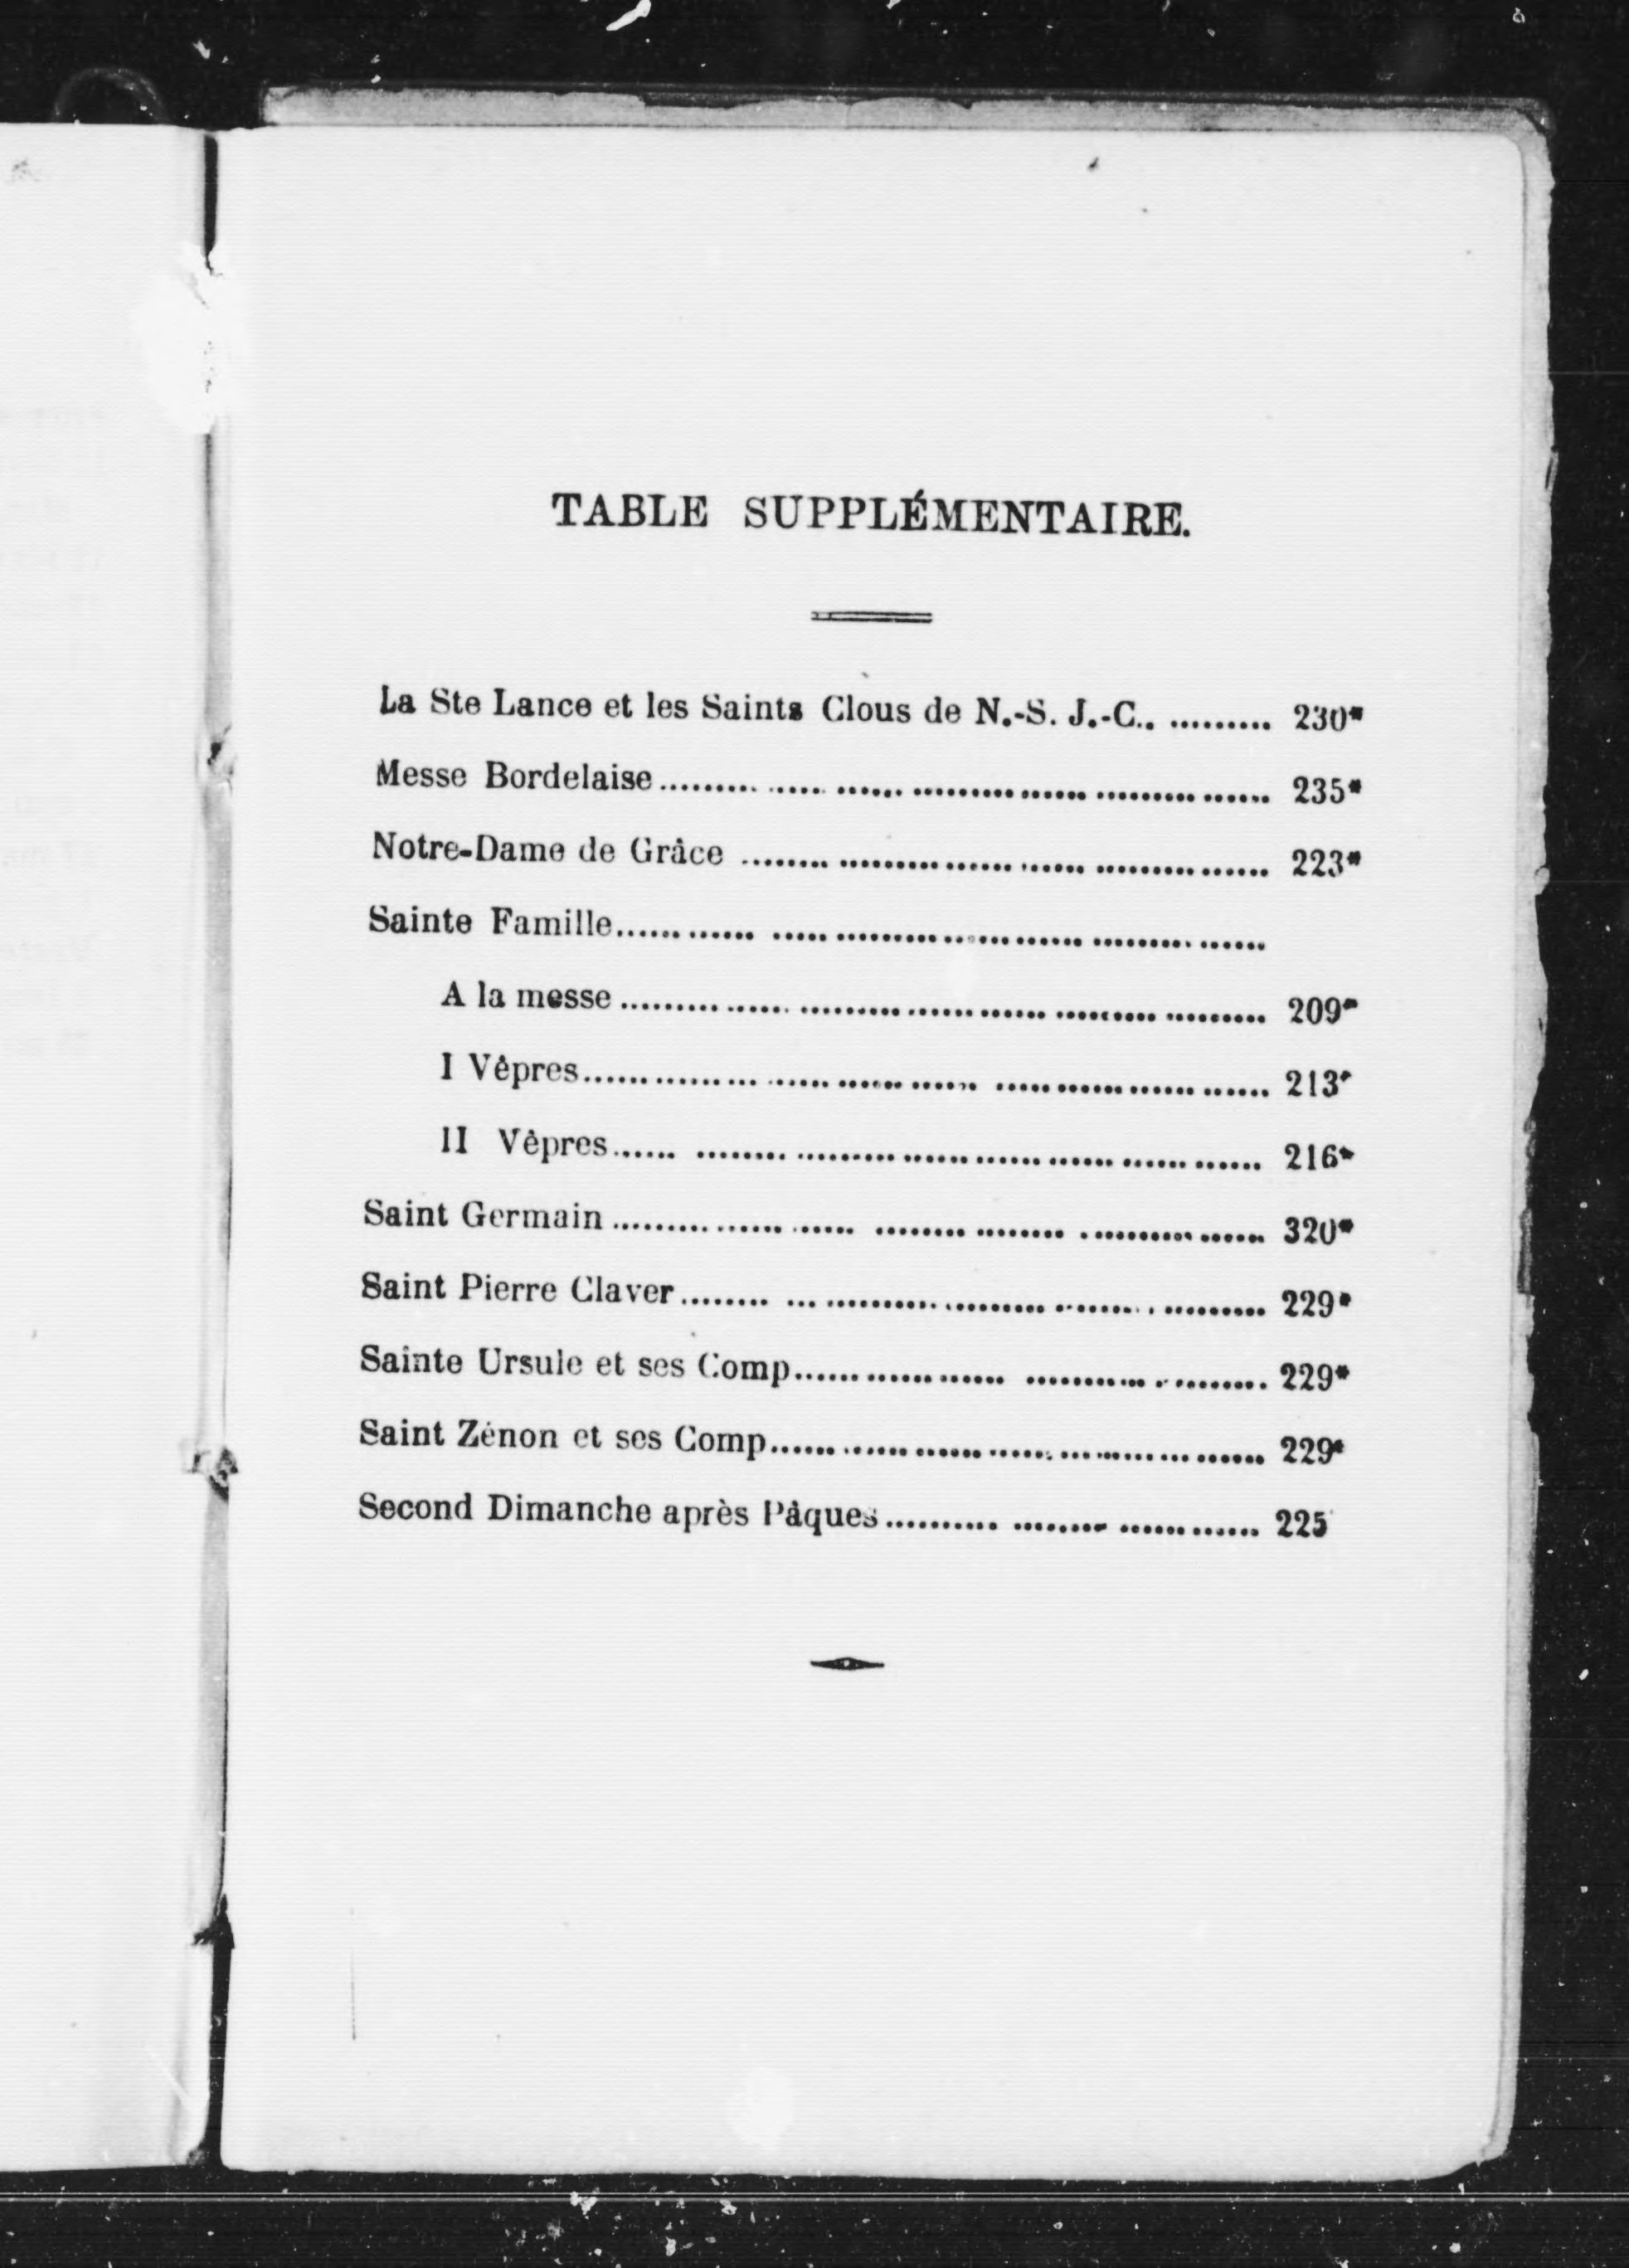 TABLE SUPPLÉMENTAIRE.
La Ste Lance et les Saints Clous de N.-S. J.-C.. ......... 230*
Messe Bordelaise.......... ...... ...... ......... ...... ......... ...... 235*
Notre-Dame de Grâce ........ ......... ...... ...... ......... ...... 223*
Sainte Famille...... ...... ..... ......... ...... ...... ......... ......
A la messe ......... ...... ......... ...... ...... ......... ......... 209*
I Vêpres...... ......... ...... ...... ...... ..... ...... ...... ...... 213*
II Vêpres...... ........ ......... ...... ...... ...... ...... ...... 216*
Saint Germain ......... ...... ...... ........ ........ . ......... ...... 320*
Saint Pierre Claver........ ... .......... ......... ........ . ......... 229*
Sainte Ursule et ses Comp...... ...... ...... ........... . ........ 229*
Saint Zénon et ses Comp...... ...... ...... ...... ... ...... ... ...... 229*
Second Dimanche après Pâques.......... ........ ...... ...... 225